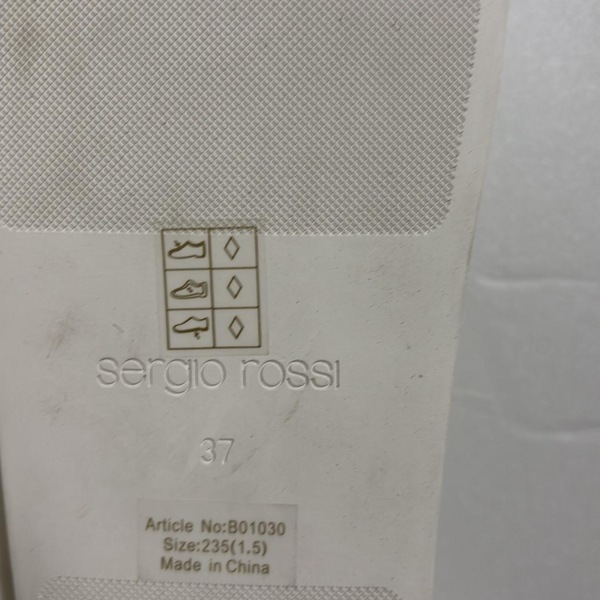 sergio rossi
37
Article No:B01030
Size:235(1.5)
Made in China